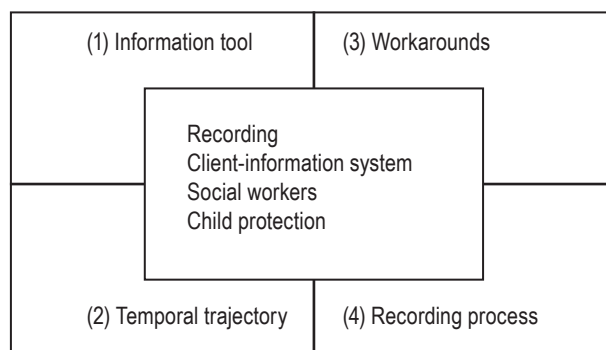 (1) Information tool
(3) Workarounds
Recording
Client-information system
Social workers
Child protection
(2) Temporal trajectory
(4) Recording process